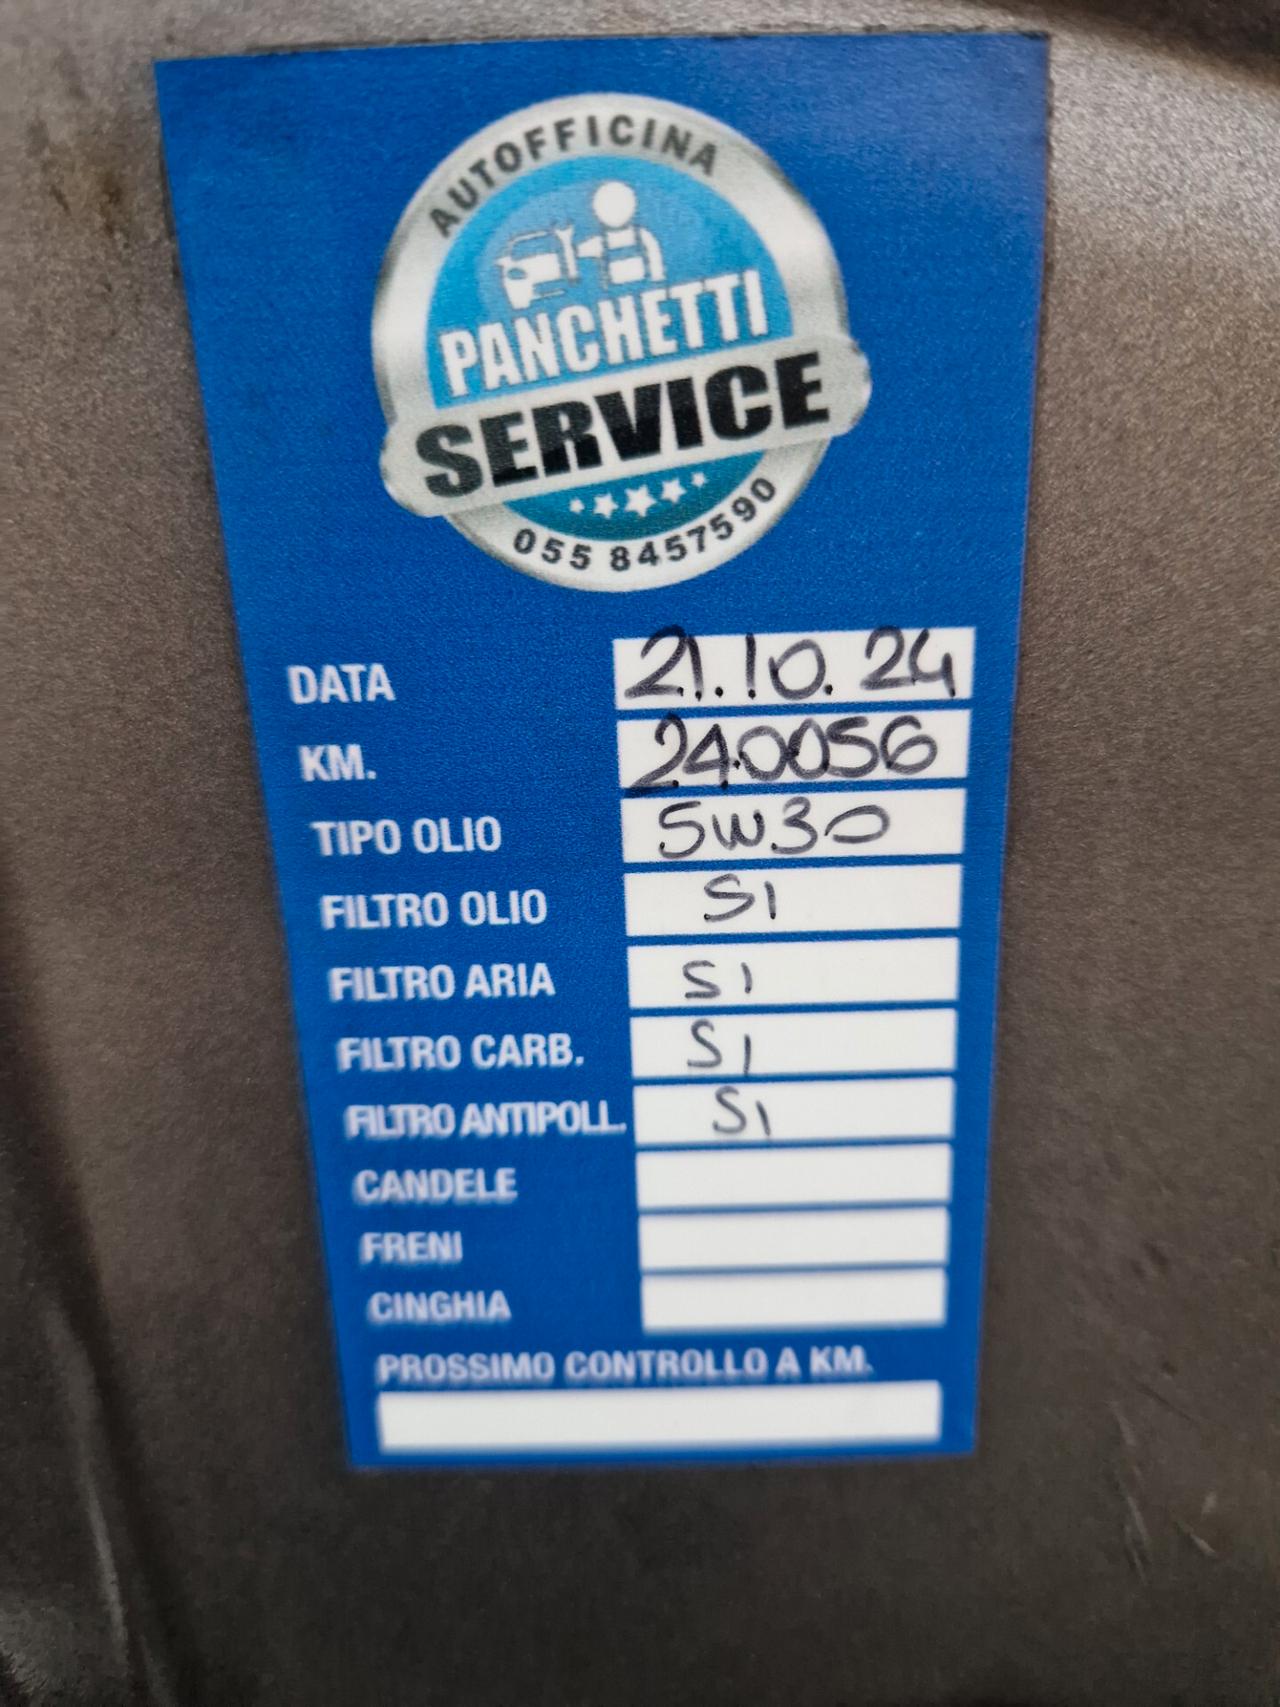 AUTOFFICINA
PANCHETTI
SERVICE
055 8457590
DATA 21.10.24
KM. 240056
TIPO OLIO 5W30
FILTRO OLIO SI
FILTRO ARIA SI
FILTRO CARB. SI
FILTRO ANTIPOLL. SI
CANDELE
FRENI
CINGHIA
PROSSIMO CONTROLLO A KM.